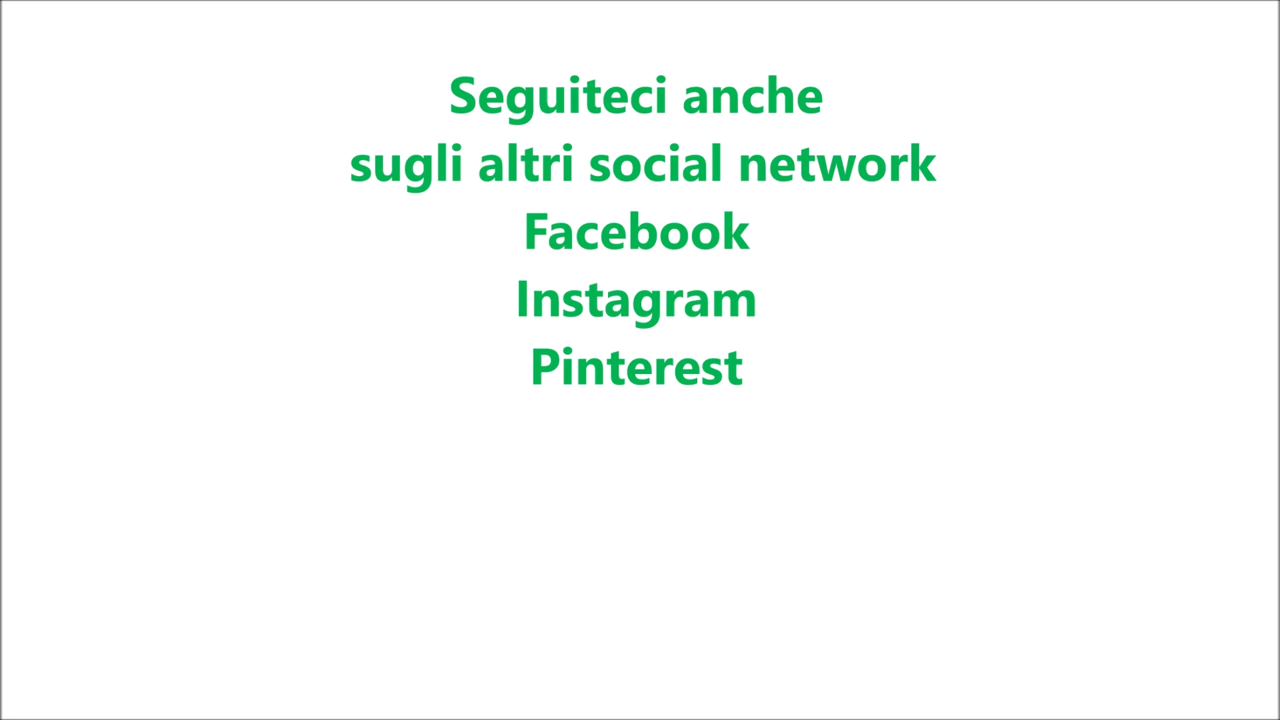 Seguiteci anche
sugli altri social network
Facebook
Instagram
Pinterest